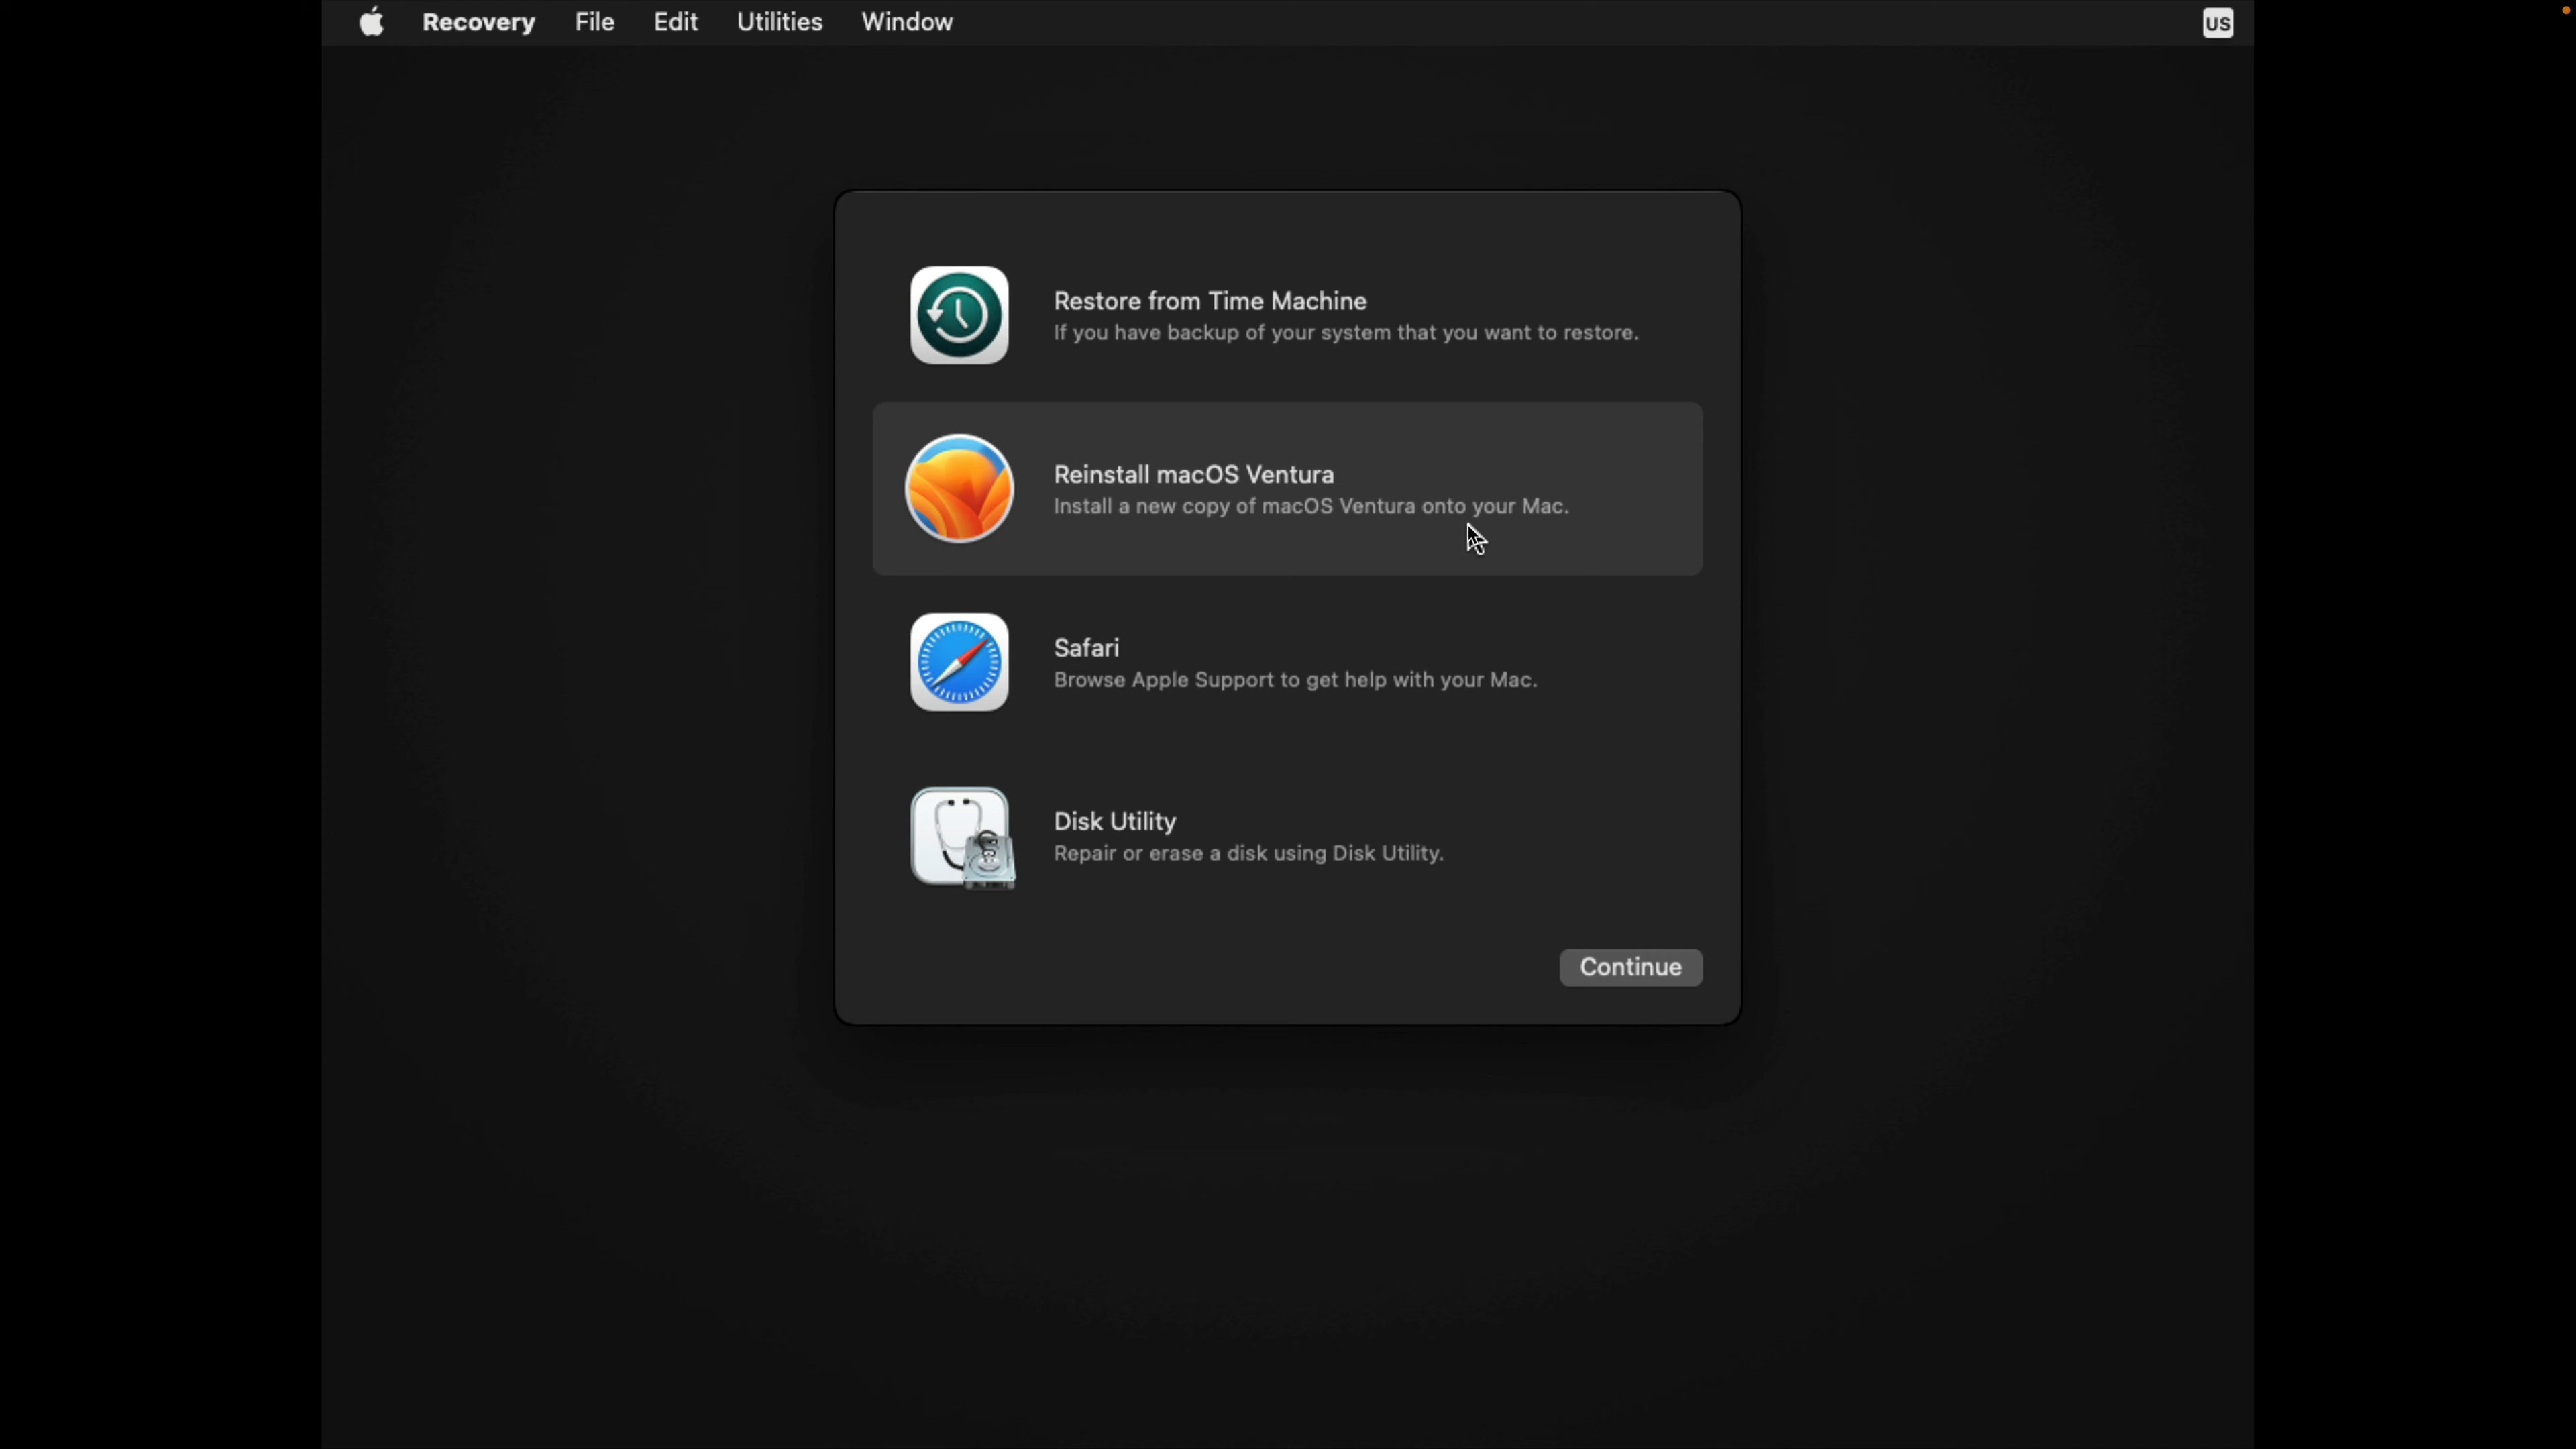 Recovery File Edit Utilities Window US
Restore from Time Machine
If you have backup of your system that you want to restore.
Reinstall macOS Ventura
Install a new copy of macOS Ventura onto your Mac.
Safari
Browse Apple Support to get help with your Mac.
Disk Utility
Repair or erase a disk using Disk Utility.
Continue